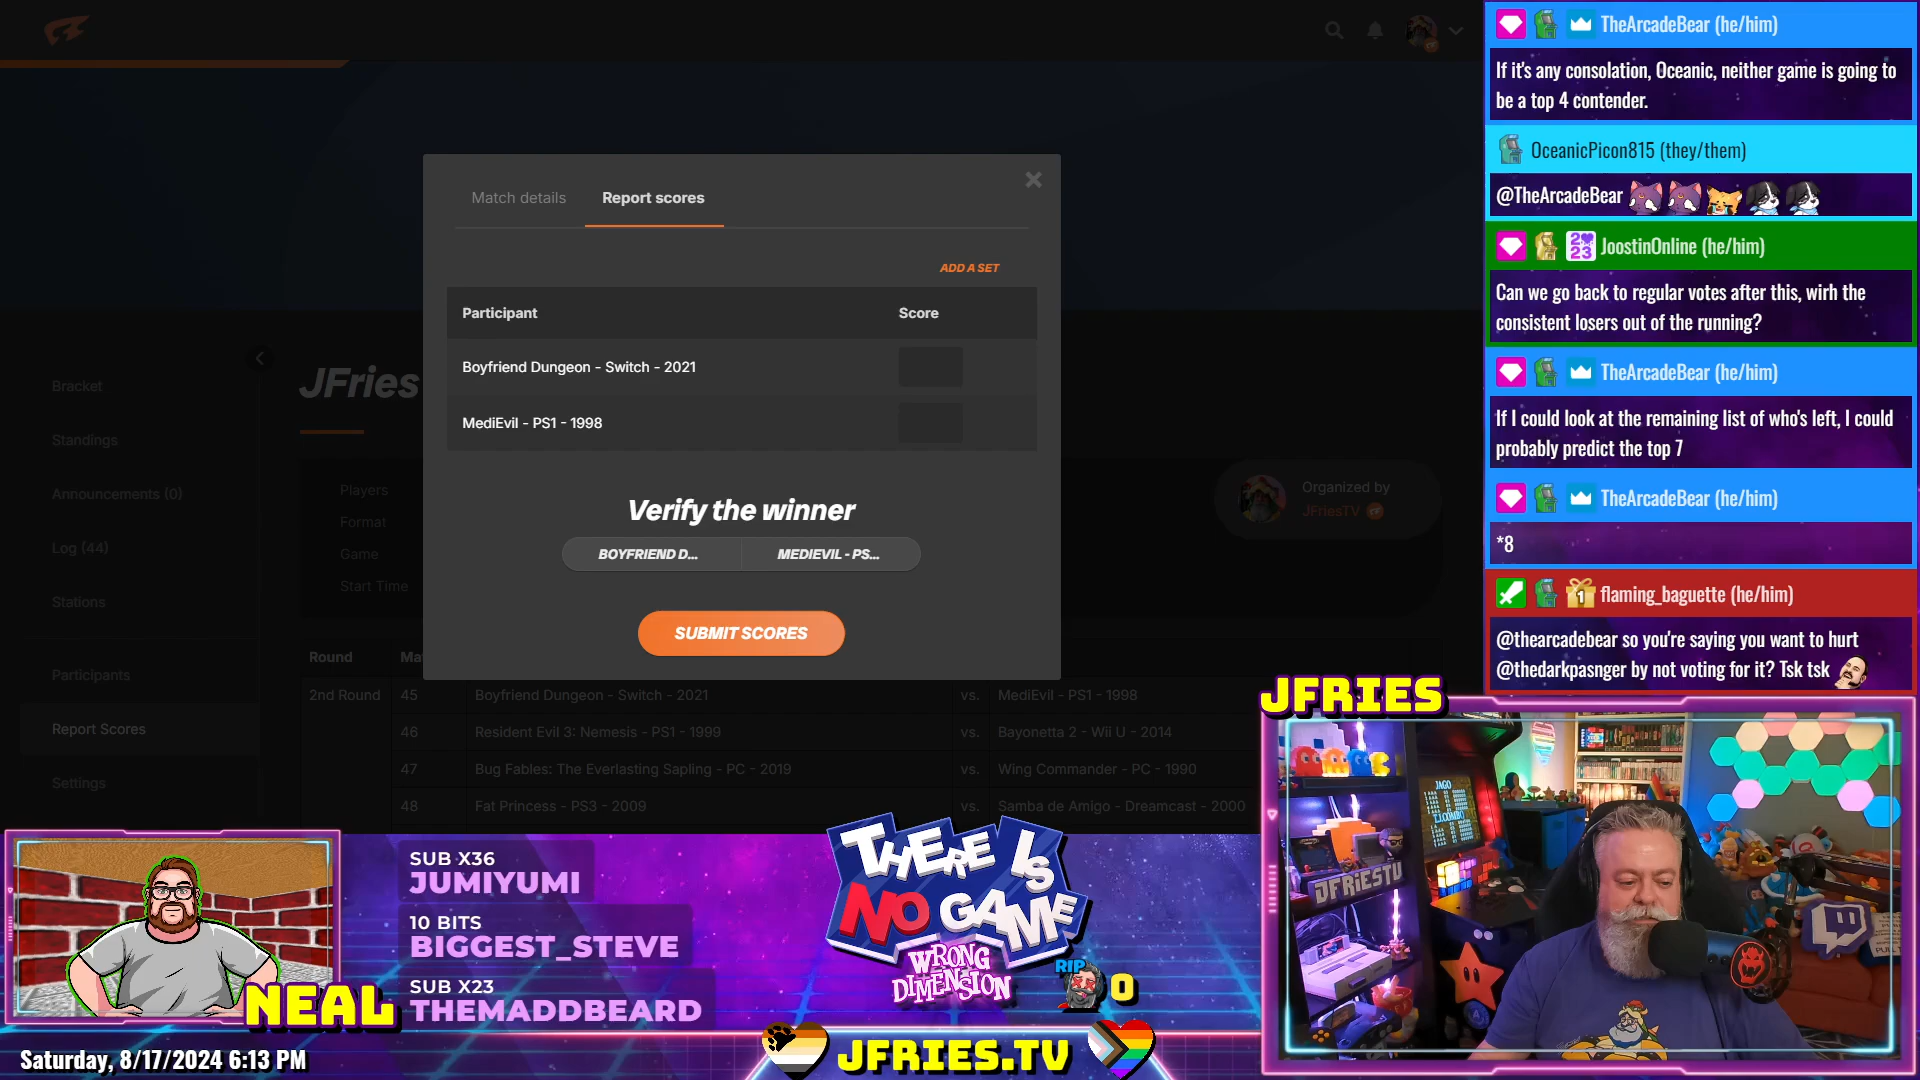 Match details
Report scores
ADD A SET
Participant
Score
Boyfriend Dungeon - Switch - 2021
MediEvil - PS1 - 1998
Verify the winner
BOYFRIEND D...
MEDIEVIL - PS...
SUBMIT SCORES
JFries
Bracket
Standings
Announcements (0)
Log (44)
Stations
Participants
Report Scores
Settings
Players
Format
Game
Start Time
Organized by
JFriesTV
Round
Ma
2nd Round
45 Boyfriend Dungeon - Switch - 2021 vs. MediEvil - PS1 - 1998
46 Resident Evil 3: Nemesis - PS1 - 1999 vs. Bayonetta 2 - Wii U - 2014
47 Bug Fables: The Everlasting Sapling - PC - 2019 vs. Wing Commander - PC - 1990
48 Fat Princess - PS3 - 2009 vs. Samba de Amigo - Dreamcast - 2000
TheArcadeBear (he/him)
If it's any consolation, Oceanic, neither game is going to
be a top 4 contender.
OceanicPicon815 (they/them)
@TheArcadeBear
2 23 JoostinOnline (he/him)
Can we go back to regular votes after this, wirh the
consistent losers out of the running?
TheArcadeBear (he/him)
If I could look at the remaining list of who's left, I could
probably predict the top 7
TheArcadeBear (he/him)
*8
1 flaming_baguette (he/him)
@thearcadebear so you're saying you want to hurt
@thedarkpasnger by not voting for it? Tsk tsk
JFRIES
JAGO
JFRIESTV
NEAL
SUB X36
JUMIYUMI
10 BITS
BIGGEST_STEVE
SUB X23
THEMADDBEARD
THERE IS
NO GAME
WRONG
DIMENSION
RIP
0
JFRIES.TV
Saturday, 8/17/2024 6:13 PM